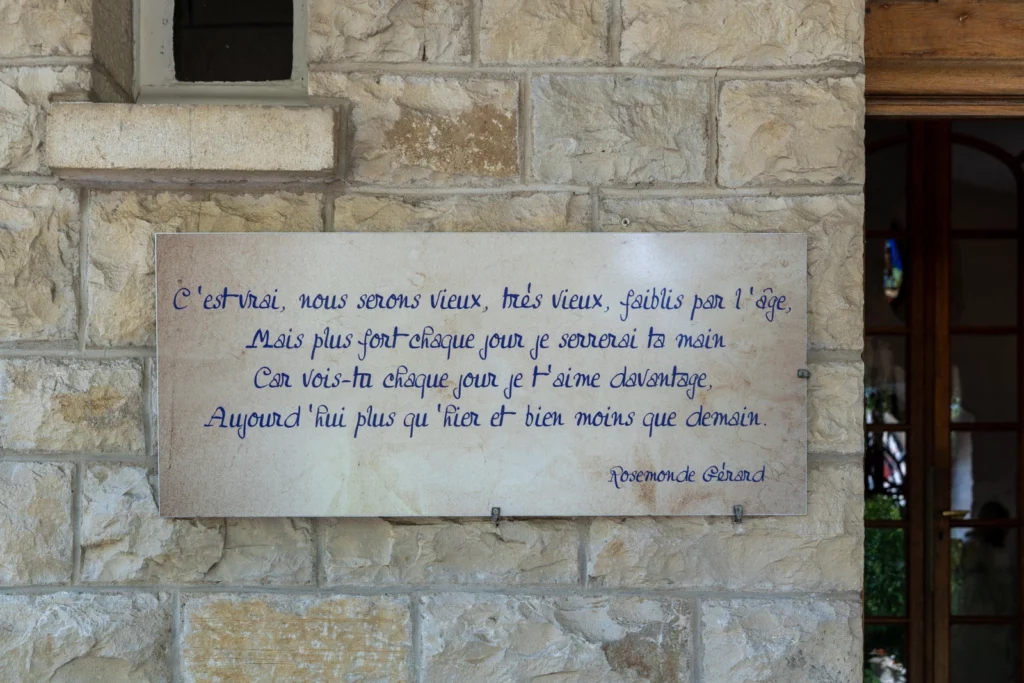 C'est vrai, nous serons vieux, trés vieux, faiblis par l'âge,
Mais plus fort chaque jour je serrerai ta main
Car vois-tu chaque jour je t'aime davantage,
Aujourd'hui plus qu'hier et bien moins que demain.
Rosemonde Gérard